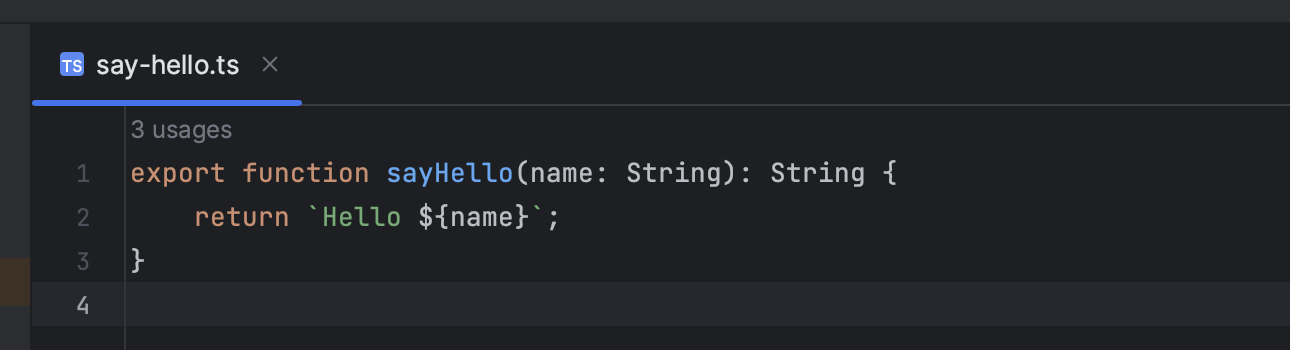 TS say-hello.ts ×
3 usages
1 export function sayHello(name: String): String {
2     return `Hello ${name}`;
3 }
4